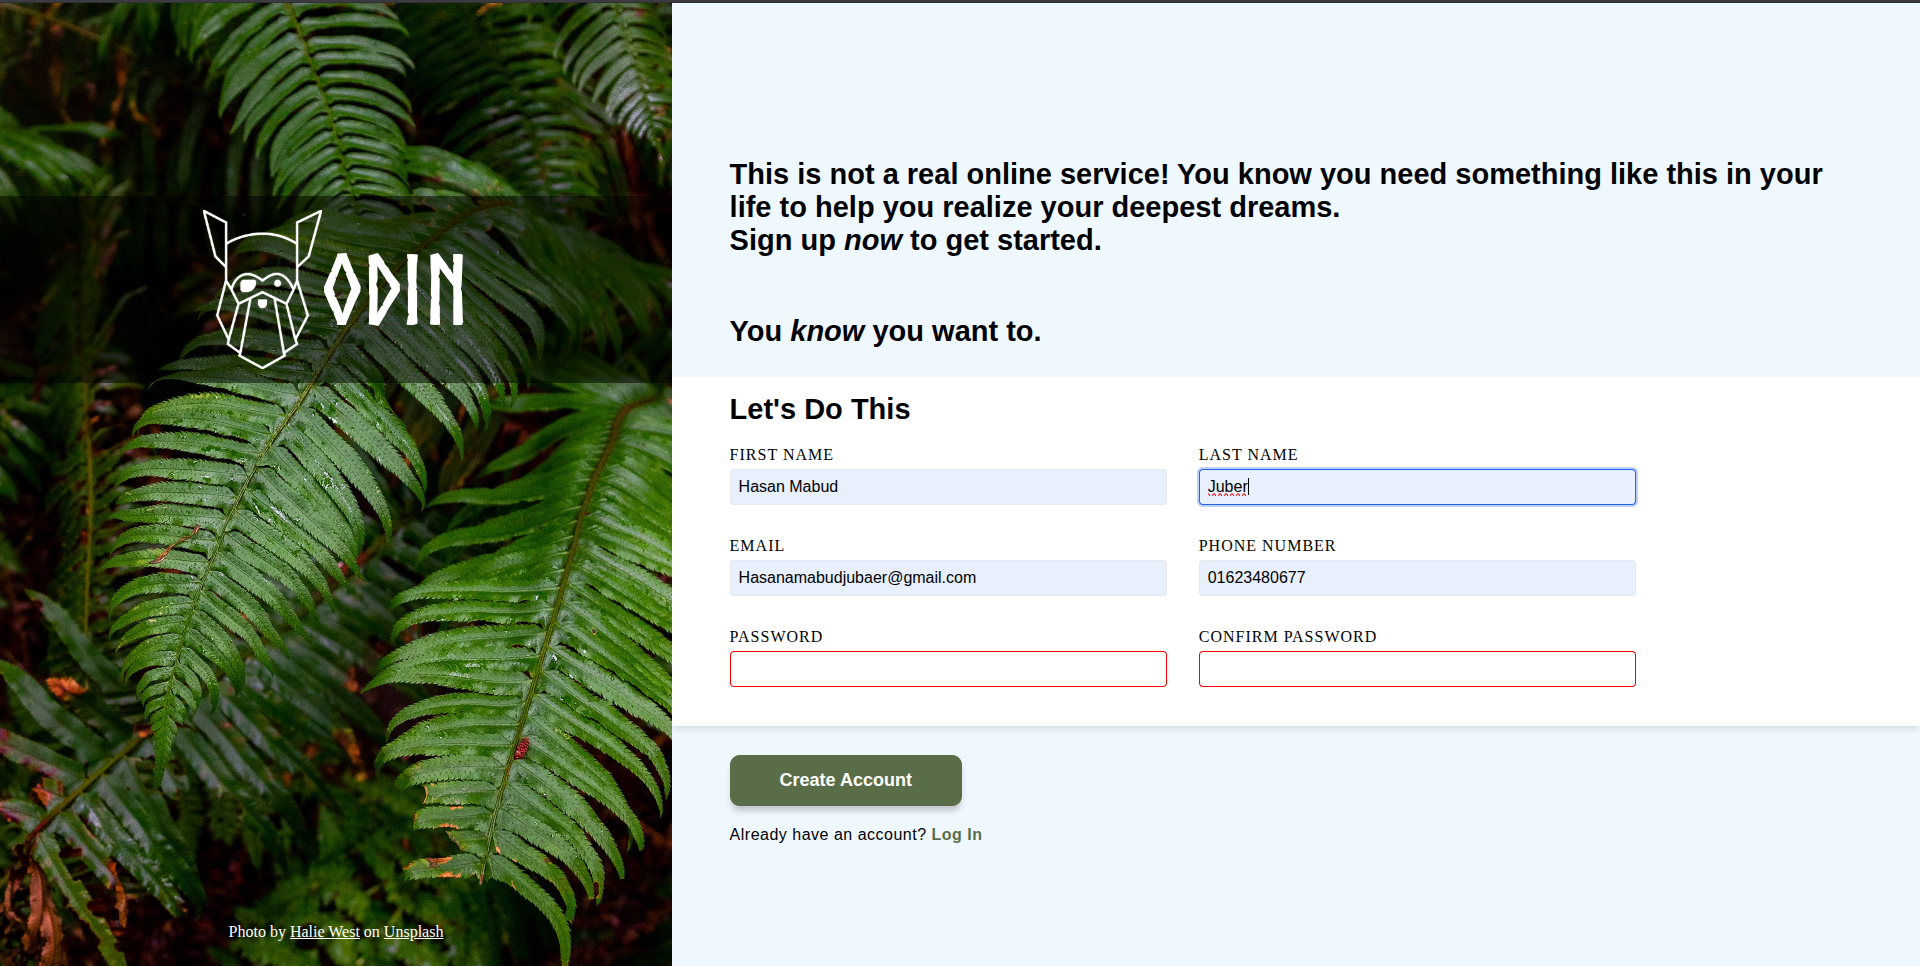 ODIN
Photo by Halie West on Unsplash
This is not a real online service! You know you need something like this in your
life to help you realize your deepest dreams.
Sign up now to get started.
You know you want to.
Let's Do This
FIRST NAME
Hasan Mabud
LAST NAME
Juber
EMAIL
Hasanamabudjubaer@gmail.com
PHONE NUMBER
01623480677
PASSWORD
CONFIRM PASSWORD
Create Account
Already have an account? Log In